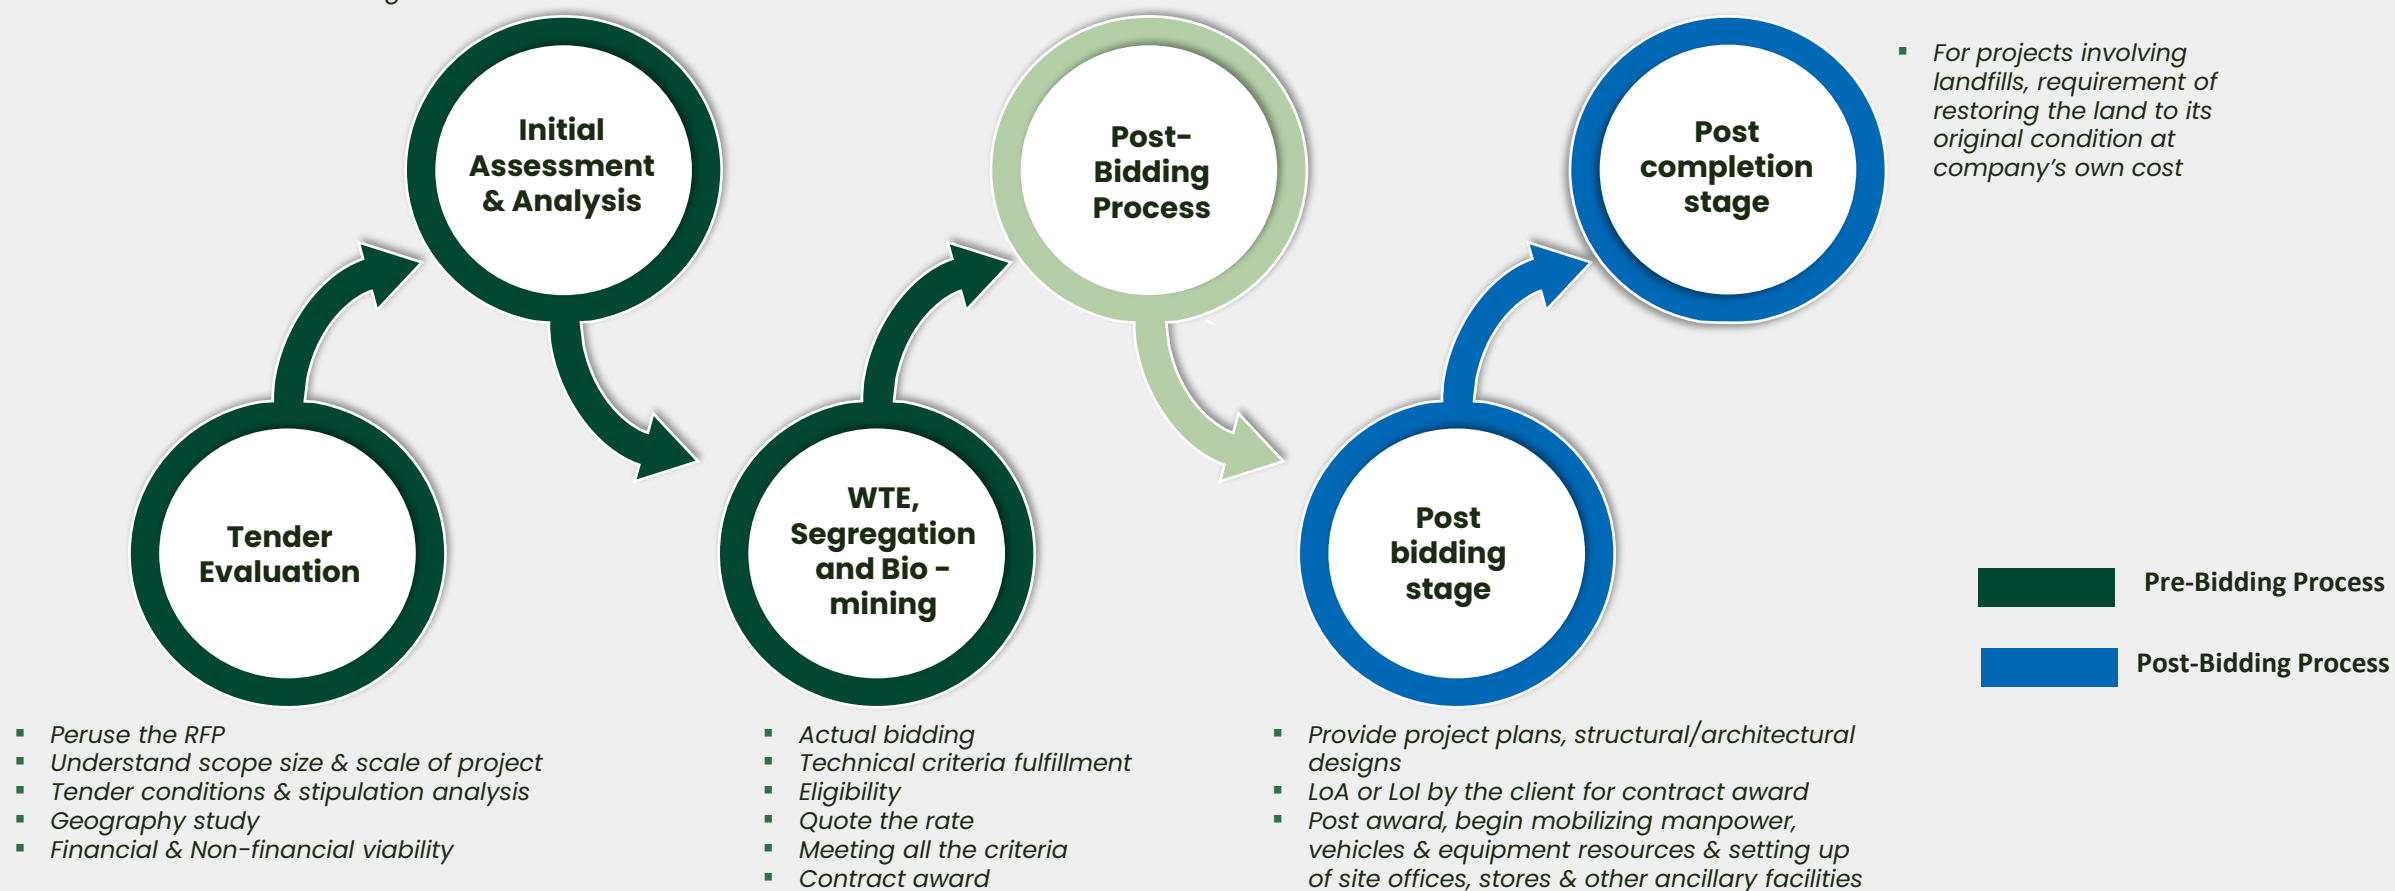 Initial
Assessment
& Analysis
Post-
Bidding
Process
Post
completion
stage
▪ For projects involving
landfills, requirement of
restoring the land to its
original condition at
company's own cost
Tender
Evaluation
WTE,
Segregation
and Bio -
mining
Post
bidding
stage
Pre-Bidding Process
Post-Bidding Process
▪ Peruse the RFP
▪ Understand scope size & scale of project
▪ Tender conditions & stipulation analysis
▪ Geography study
▪ Financial & Non-financial viability
▪ Actual bidding
▪ Technical criteria fulfillment
▪ Eligibility
▪ Quote the rate
▪ Meeting all the criteria
▪ Contract award
▪ Provide project plans, structural/architectural
designs
▪ LoA or LoI by the client for contract award
▪ Post award, begin mobilizing manpower,
vehicles & equipment resources & setting up
of site offices, stores & other ancillary facilities